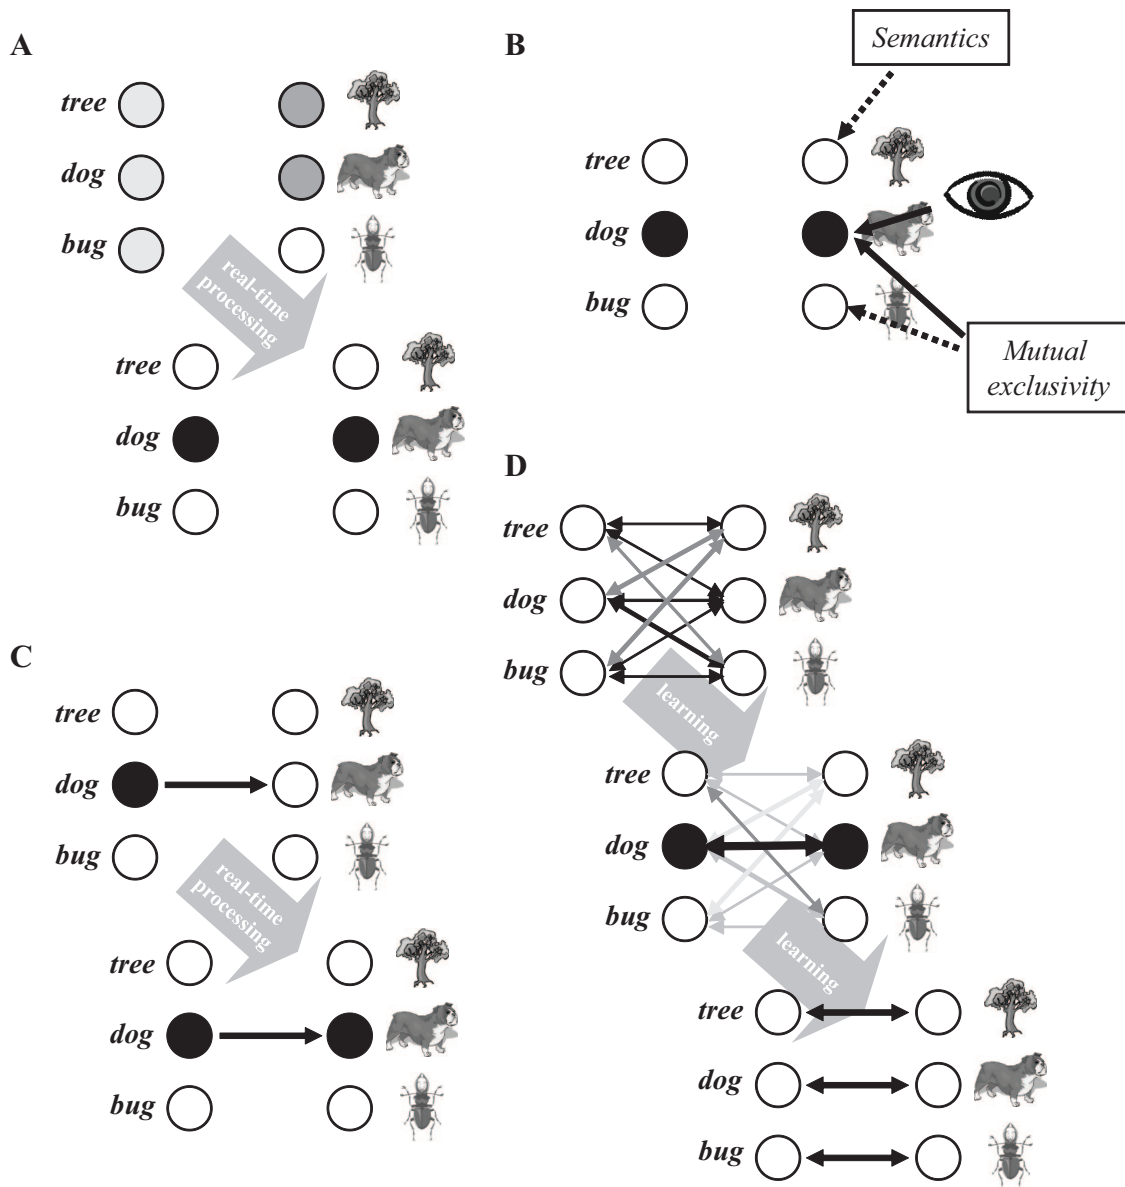 A
tree
dog
bug
real-time
processing
tree
dog
bug
B
Semantics
tree
dog
bug
Mutual
exclusivity
C
tree
dog
bug
real-time
processing
tree
dog
bug
D
tree
dog
bug
learning
tree
dog
bug
learning
tree
dog
bug